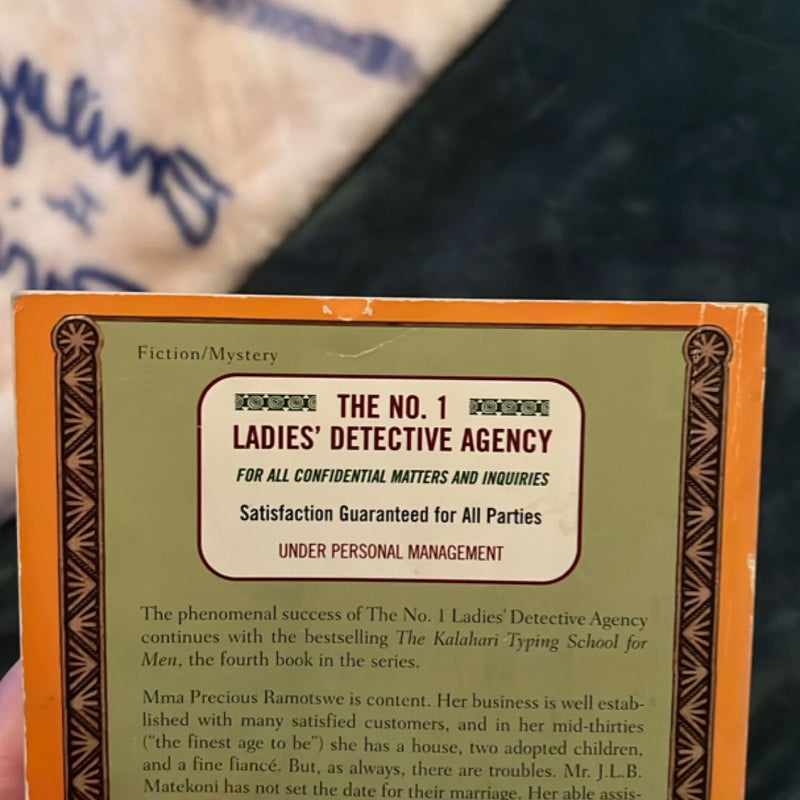 Fiction/Mystery
THE NO. 1
LADIES' DETECTIVE AGENCY
FOR ALL CONFIDENTIAL MATTERS AND INQUIRIES
Satisfaction Guaranteed for All Parties
UNDER PERSONAL MANAGEMENT
The phenomenal success of The No. 1 Ladies' Detective Agency
continues with the bestselling The Kalahari Typing School for
Men, the fourth book in the series.
Mma Precious Ramotswe is content. Her business is well estab-
lished with many satisfied customers, and in her mid-thirties
("the finest age to be") she has a house, two adopted children,
and a fine fiancé. But, as always, there are troubles. Mr. J.L.B.
Matekoni has not set the date for their marriage. Her able assis-